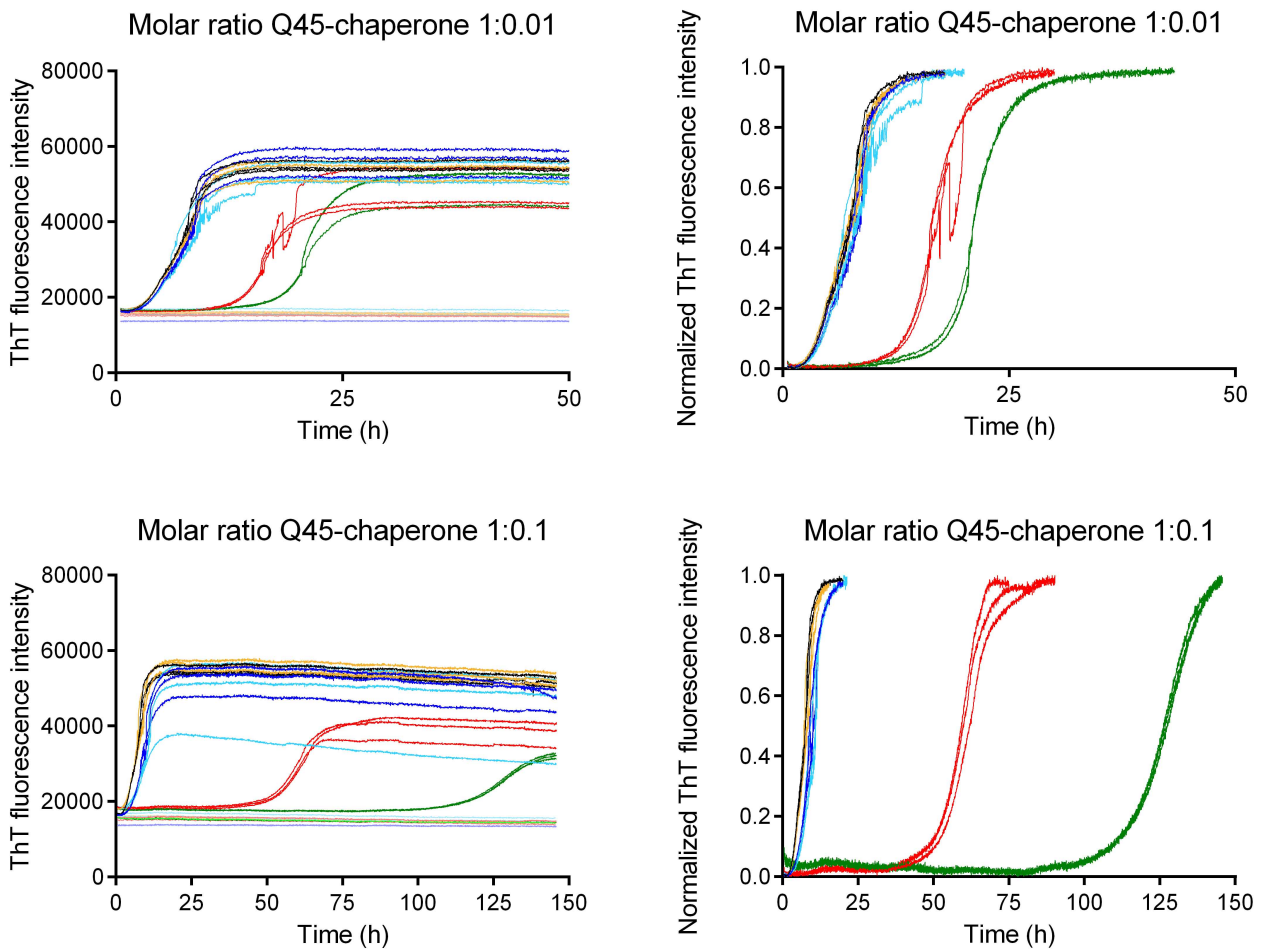 Molar ratio Q45-chaperone 1:0.01
ThT fluorescence intensity
80000
60000
40000
20000
0
0 25 50
Time (h)
Molar ratio Q45-chaperone 1:0.01
Normalized ThT fluorescence intensity
1.0
0.8
0.6
0.4
0.2
0.0
0 25 50
Time (h)
Molar ratio Q45-chaperone 1:0.1
ThT fluorescence intensity
80000
60000
40000
20000
0
0 25 50 75 100 125 150
Time (h)
Molar ratio Q45-chaperone 1:0.1
Normalized ThT fluorescence intensity
1.0
0.8
0.6
0.4
0.2
0.0
0 25 50 75 100 125 150
Time (h)